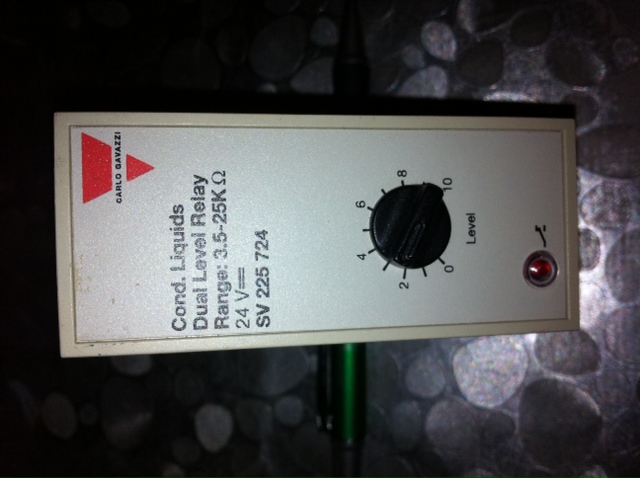 CARLO GAVAZZI
Cond. Liquids
Dual Level Relay
Range: 3.5-25K Ω
24 V⎓
SV 225 724
0
2
4
6
8
10
Level